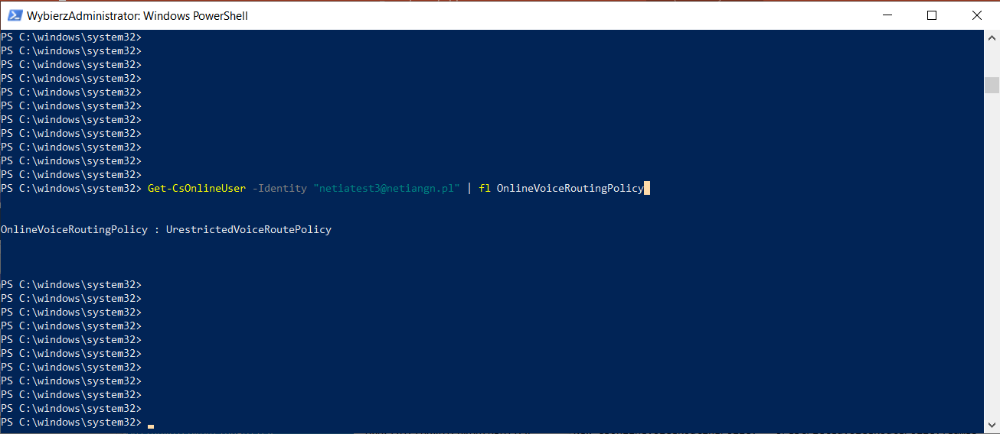 WybierzAdministrator: Windows PowerShell
PS C:\windows\system32>
PS C:\windows\system32>
PS C:\windows\system32>
PS C:\windows\system32>
PS C:\windows\system32>
PS C:\windows\system32>
PS C:\windows\system32>
PS C:\windows\system32>
PS C:\windows\system32>
PS C:\windows\system32>
PS C:\windows\system32>
PS C:\windows\system32> Get-CsOnlineUser -Identity "netiatest3@netiangn.pl" | fl OnlineVoiceRoutingPolicy
OnlineVoiceRoutingPolicy : UrestrictedVoiceRoutePolicy
PS C:\windows\system32>
PS C:\windows\system32>
PS C:\windows\system32>
PS C:\windows\system32>
PS C:\windows\system32>
PS C:\windows\system32>
PS C:\windows\system32>
PS C:\windows\system32>
PS C:\windows\system32>
PS C:\windows\system32>
PS C:\windows\system32>